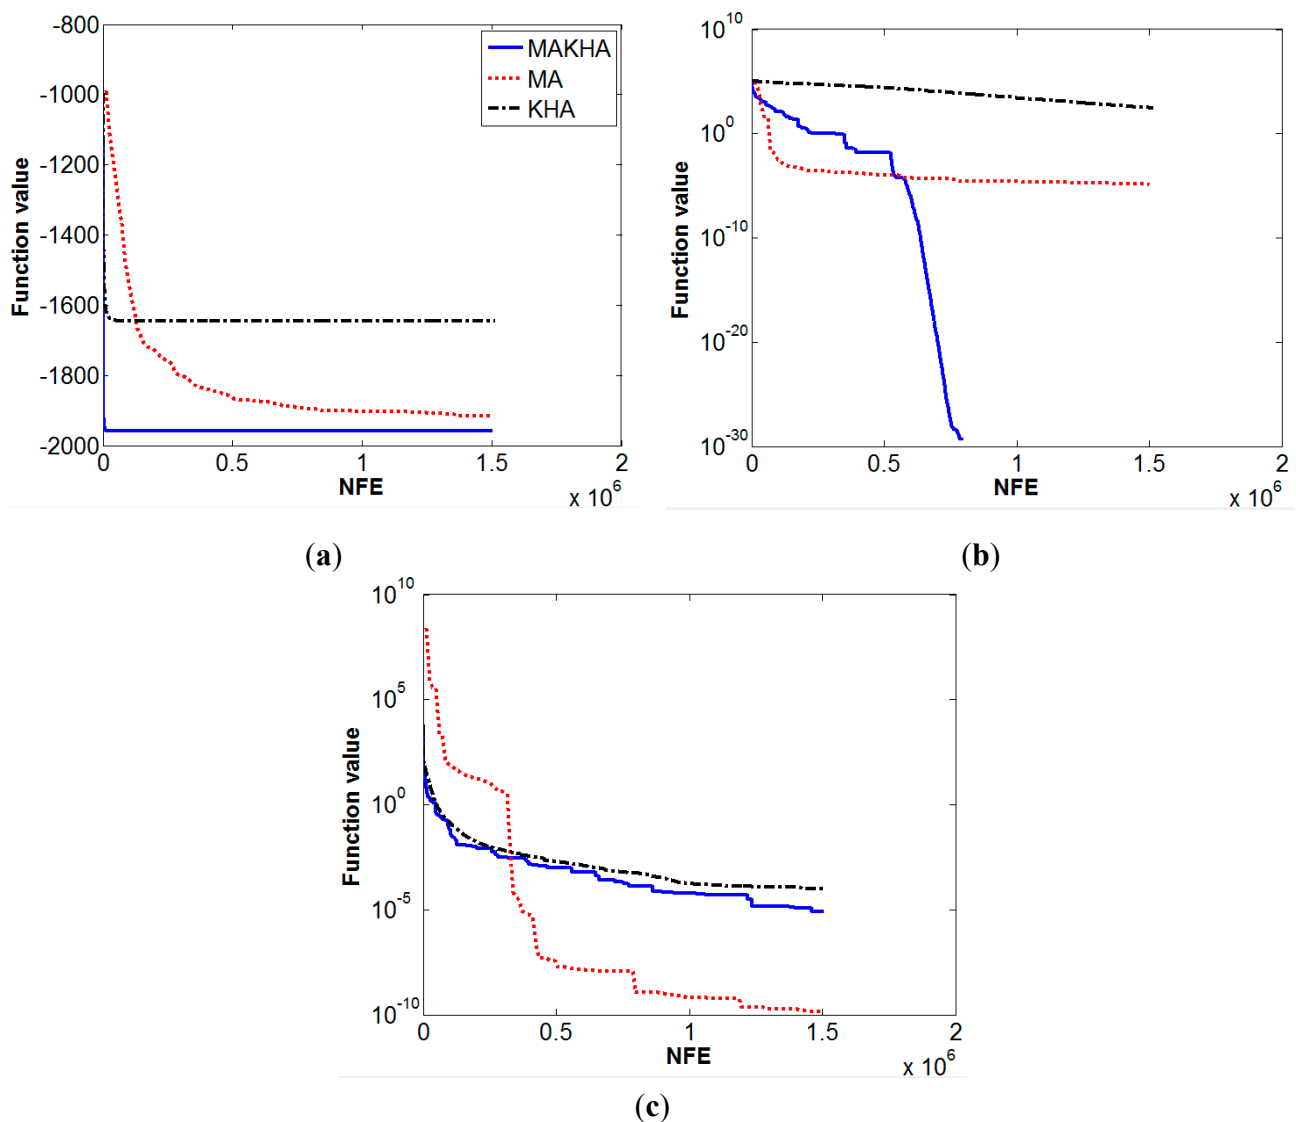 -800
-1000
-1200
-1400
-1600
-1800
-2000
Function value
0 0.5 1 1.5 2
NFE
x 10^6
MAKHA
MA
KHA
(a)
10^10
10^0
10^-10
10^-20
10^-30
Function value
0 0.5 1 1.5 2
NFE
x 10^6
(b)
10^10
10^5
10^0
10^-5
10^-10
Function value
0 0.5 1 1.5 2
NFE
x 10^6
(c)